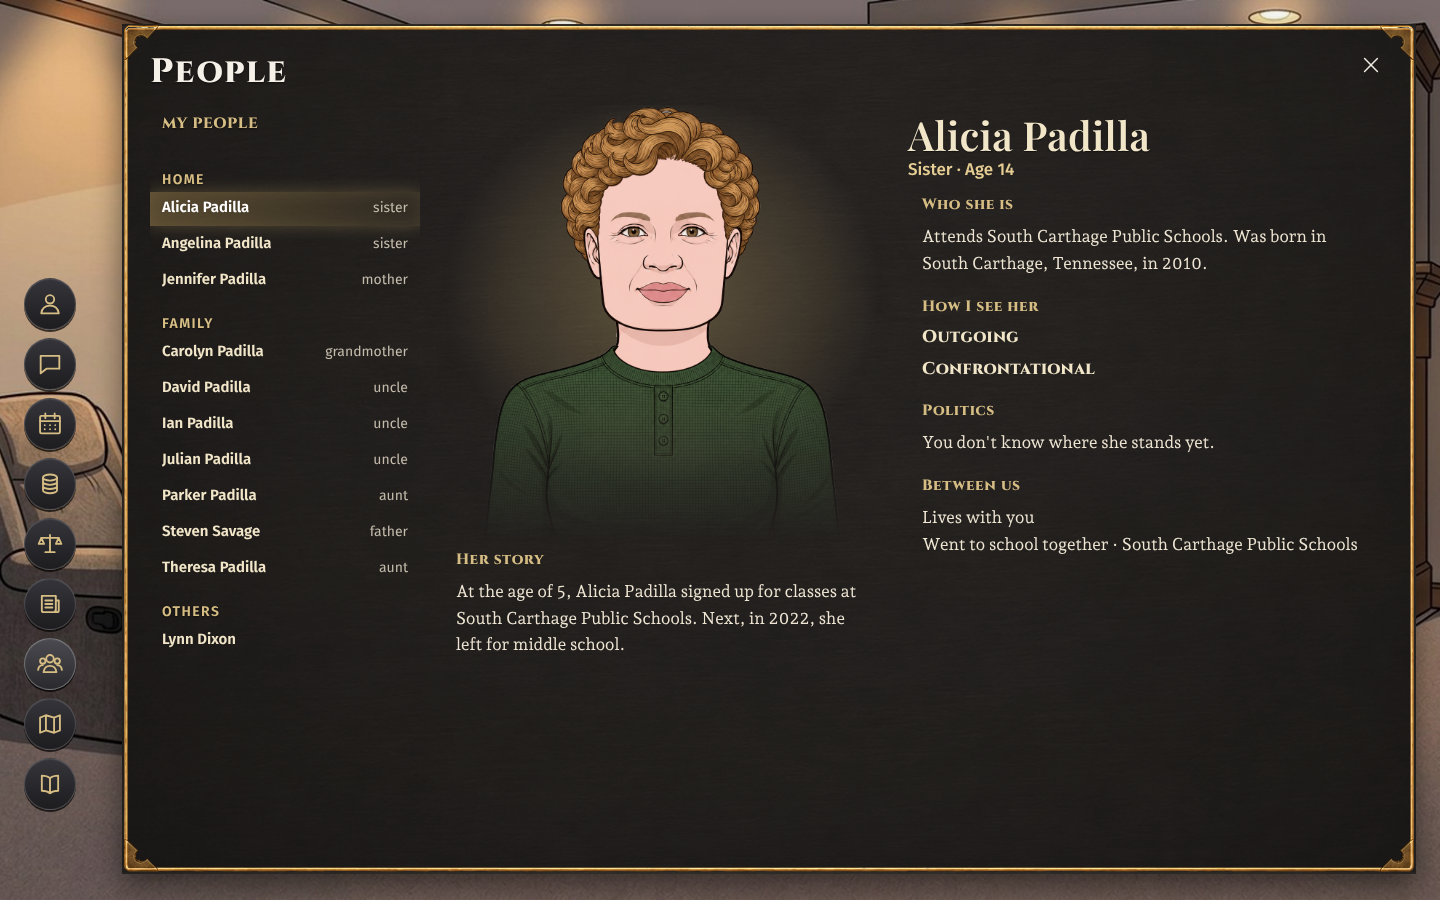 People
MY PEOPLE
HOME
Alicia Padilla sister
Angelina Padilla sister
Jennifer Padilla mother
FAMILY
Carolyn Padilla grandmother
David Padilla uncle
Ian Padilla uncle
Julian Padilla uncle
Parker Padilla aunt
Steven Savage father
Theresa Padilla aunt
OTHERS
Lynn Dixon
Her story
At the age of 5, Alicia Padilla signed up for classes at
South Carthage Public Schools. Next, in 2022, she
left for middle school.
Alicia Padilla
Sister · Age 14
Who she is
Attends South Carthage Public Schools. Was born in
South Carthage, Tennessee, in 2010.
How I see her
Outgoing
Confrontational
Politics
You don't know where she stands yet.
Between us
Lives with you
Went to school together · South Carthage Public Schools